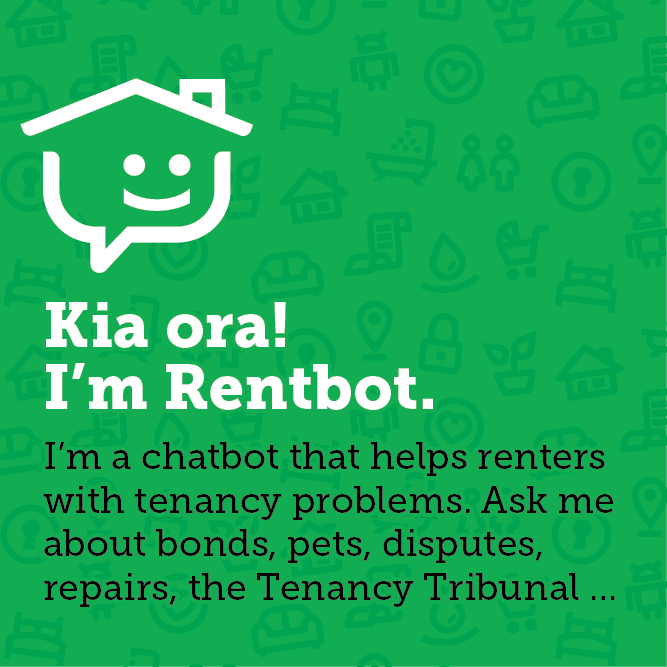 Kia ora!
I’m Rentbot.
I’m a chatbot that helps renters
with tenancy problems. Ask me
about bonds, pets, disputes,
repairs, the Tenancy Tribunal ...